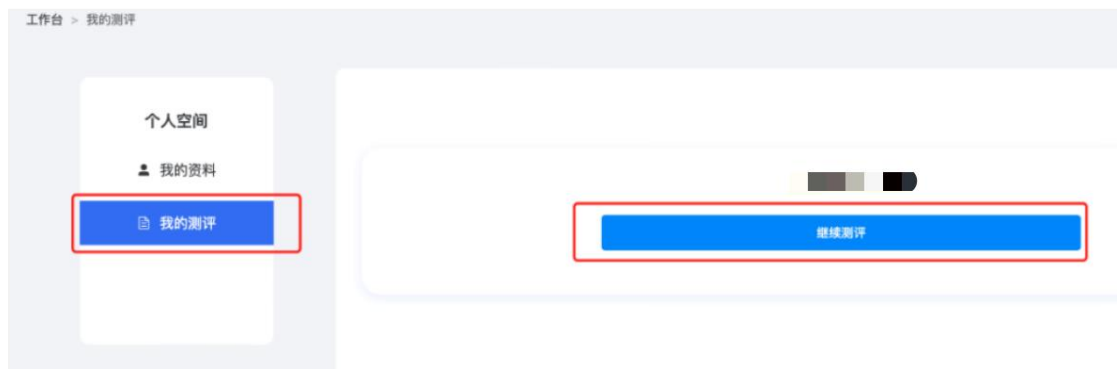 工作台 > 我的测评
个人空间
我的资料
我的测评
继续测评